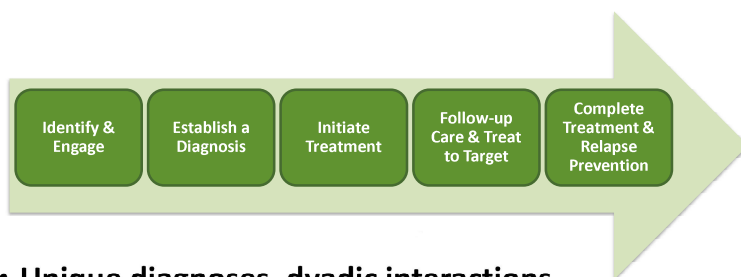 Identify &
Engage
Establish a
Diagnosis
Initiate
Treatment
Follow-up
Care & Treat
to Target
Complete
Treatment &
Relapse
Prevention
Unique diagnoses, dyadic interactions